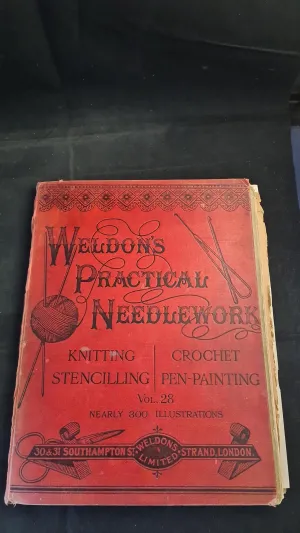 WELDON'S
PRACTICAL
NEEDLEWORK
KNITTING | CROCHET
STENCILLING | PEN-PAINTING
VOL. 28
NEARLY 300 ILLUSTRATIONS
30 & 31 SOUTHAMPTON ST. WELDONS LIMITED STRAND, LONDON.